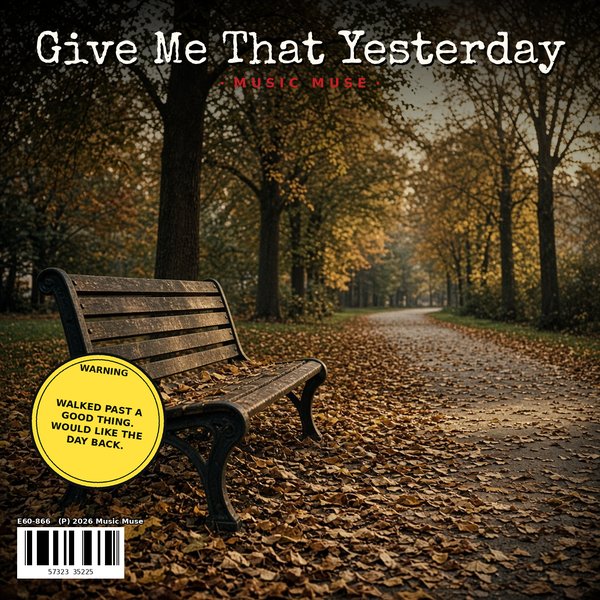 Give Me That Yesterday
- MUSIC MUSE -
WARNING
WALKED PAST A
GOOD THING.
WOULD LIKE THE
DAY BACK.
E60-866 (P) 2026 Music Muse
57323 35225